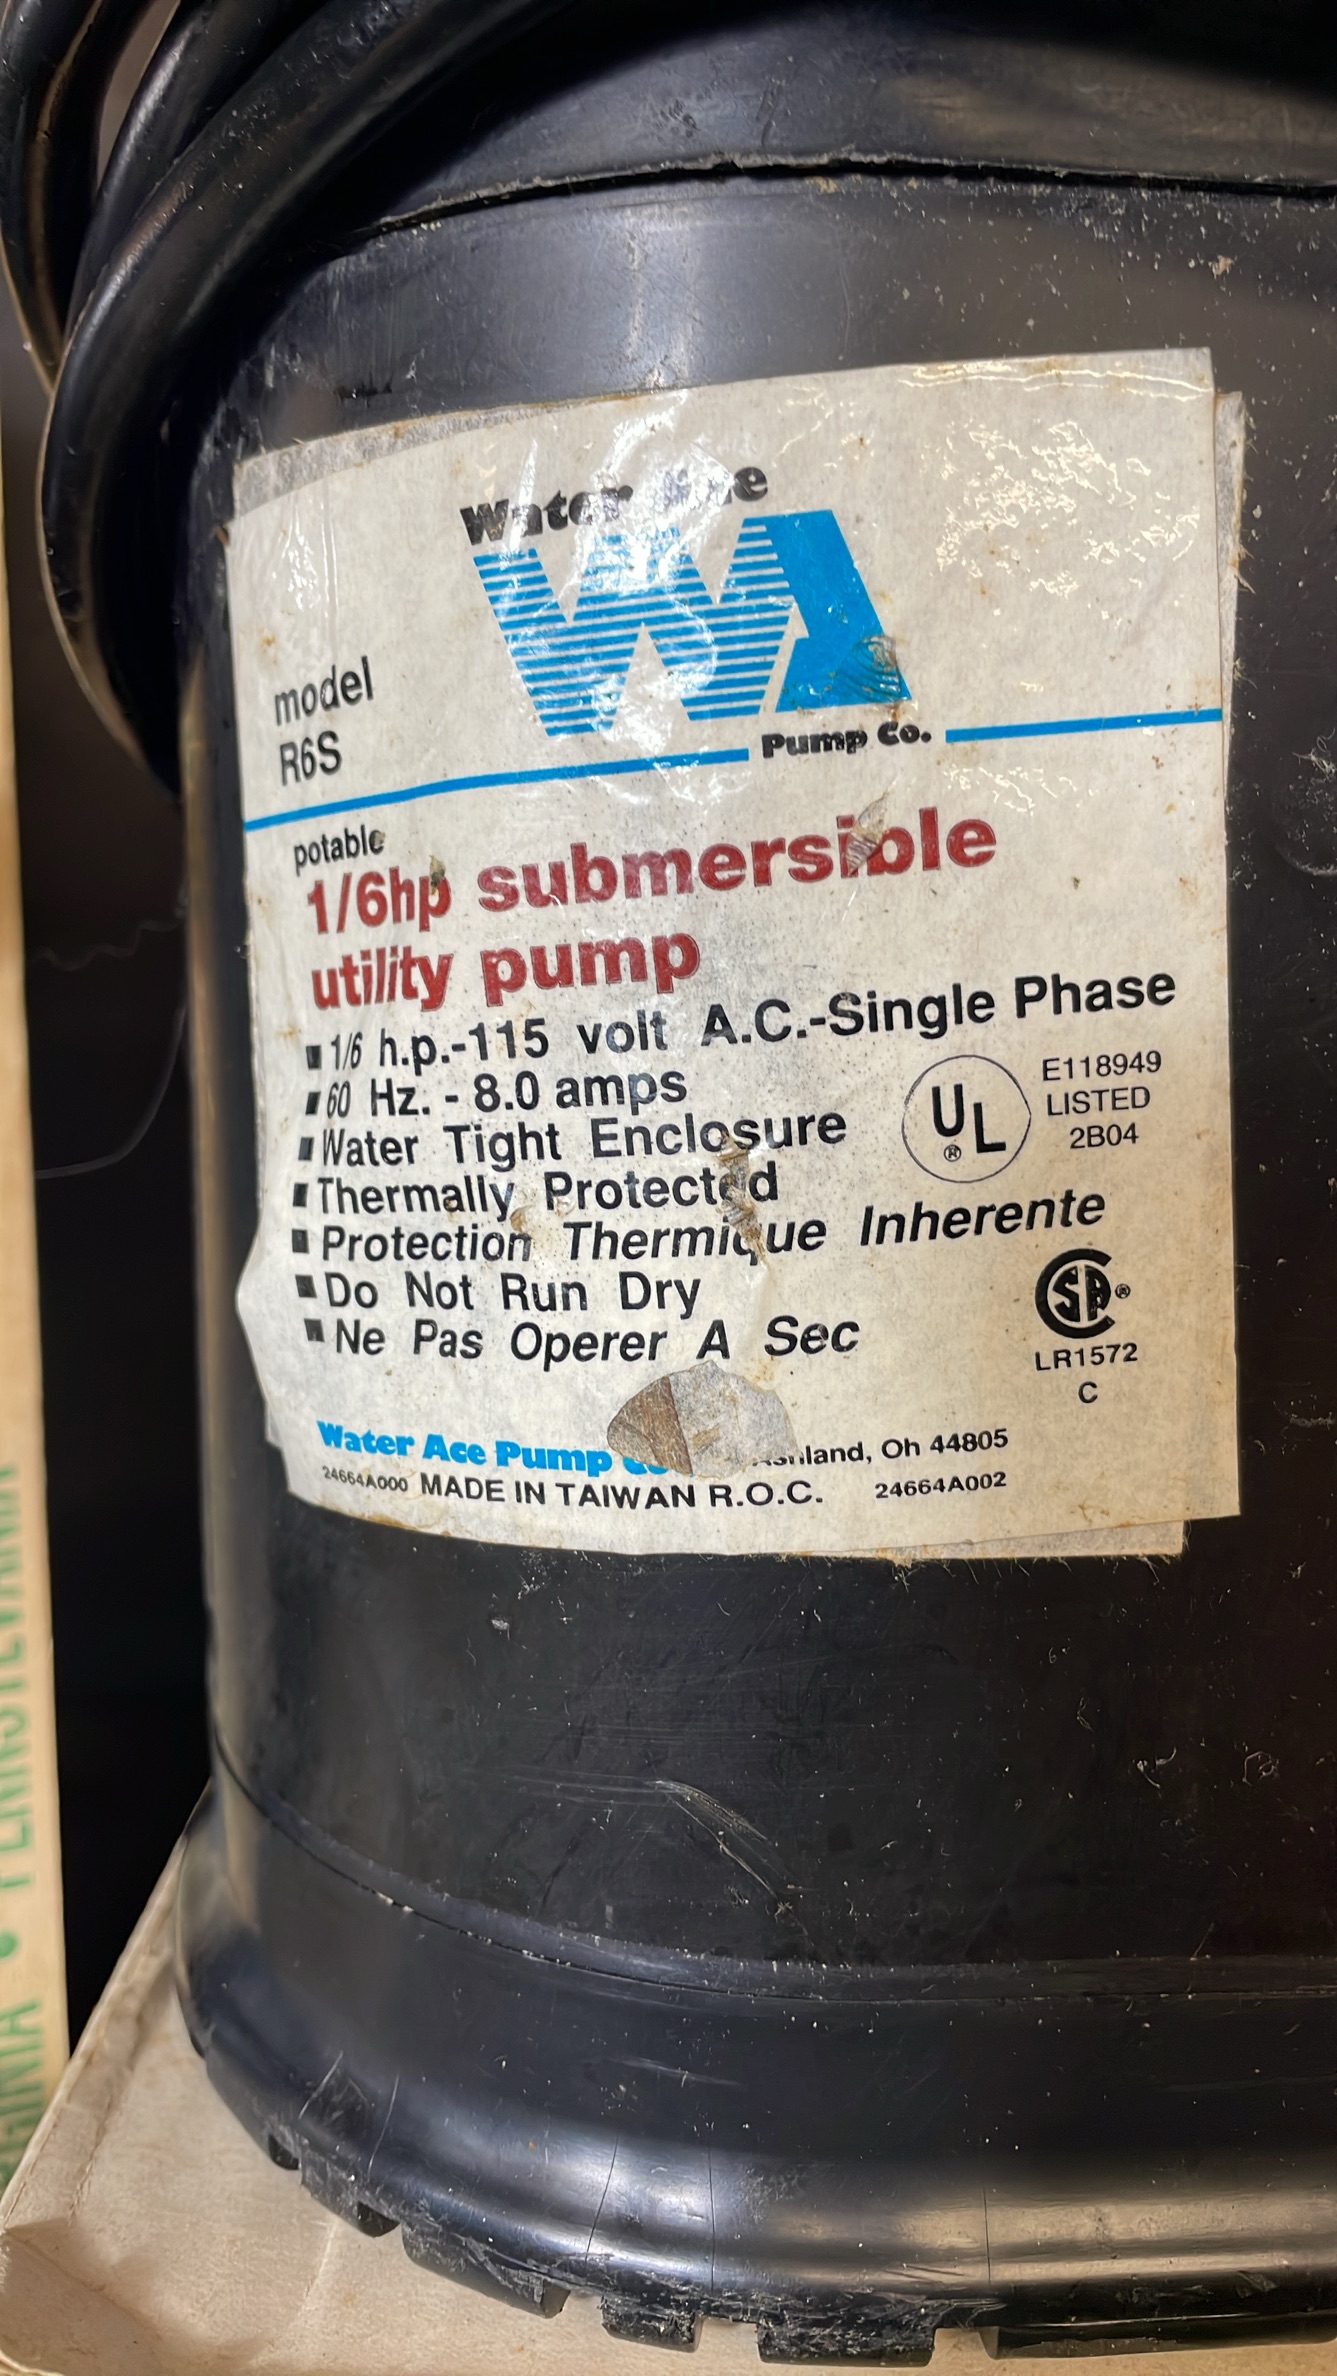 Water Ace
WA
Pump Co.
model
R6S
potable
1/6hp submersible
utility pump
1/6 h.p.-115 volt A.C.-Single Phase
60 Hz. - 8.0 amps
Water Tight Enclosure
Thermally Protected
Protection Thermique Inherente
Do Not Run Dry
Ne Pas Operer A Sec
UL
®
E118949
LISTED
2B04
SA®
LR1572
C
Water Ace Pump Oh 44805
24664A000 MADE IN TAIWAN R.O.C. 24664A002